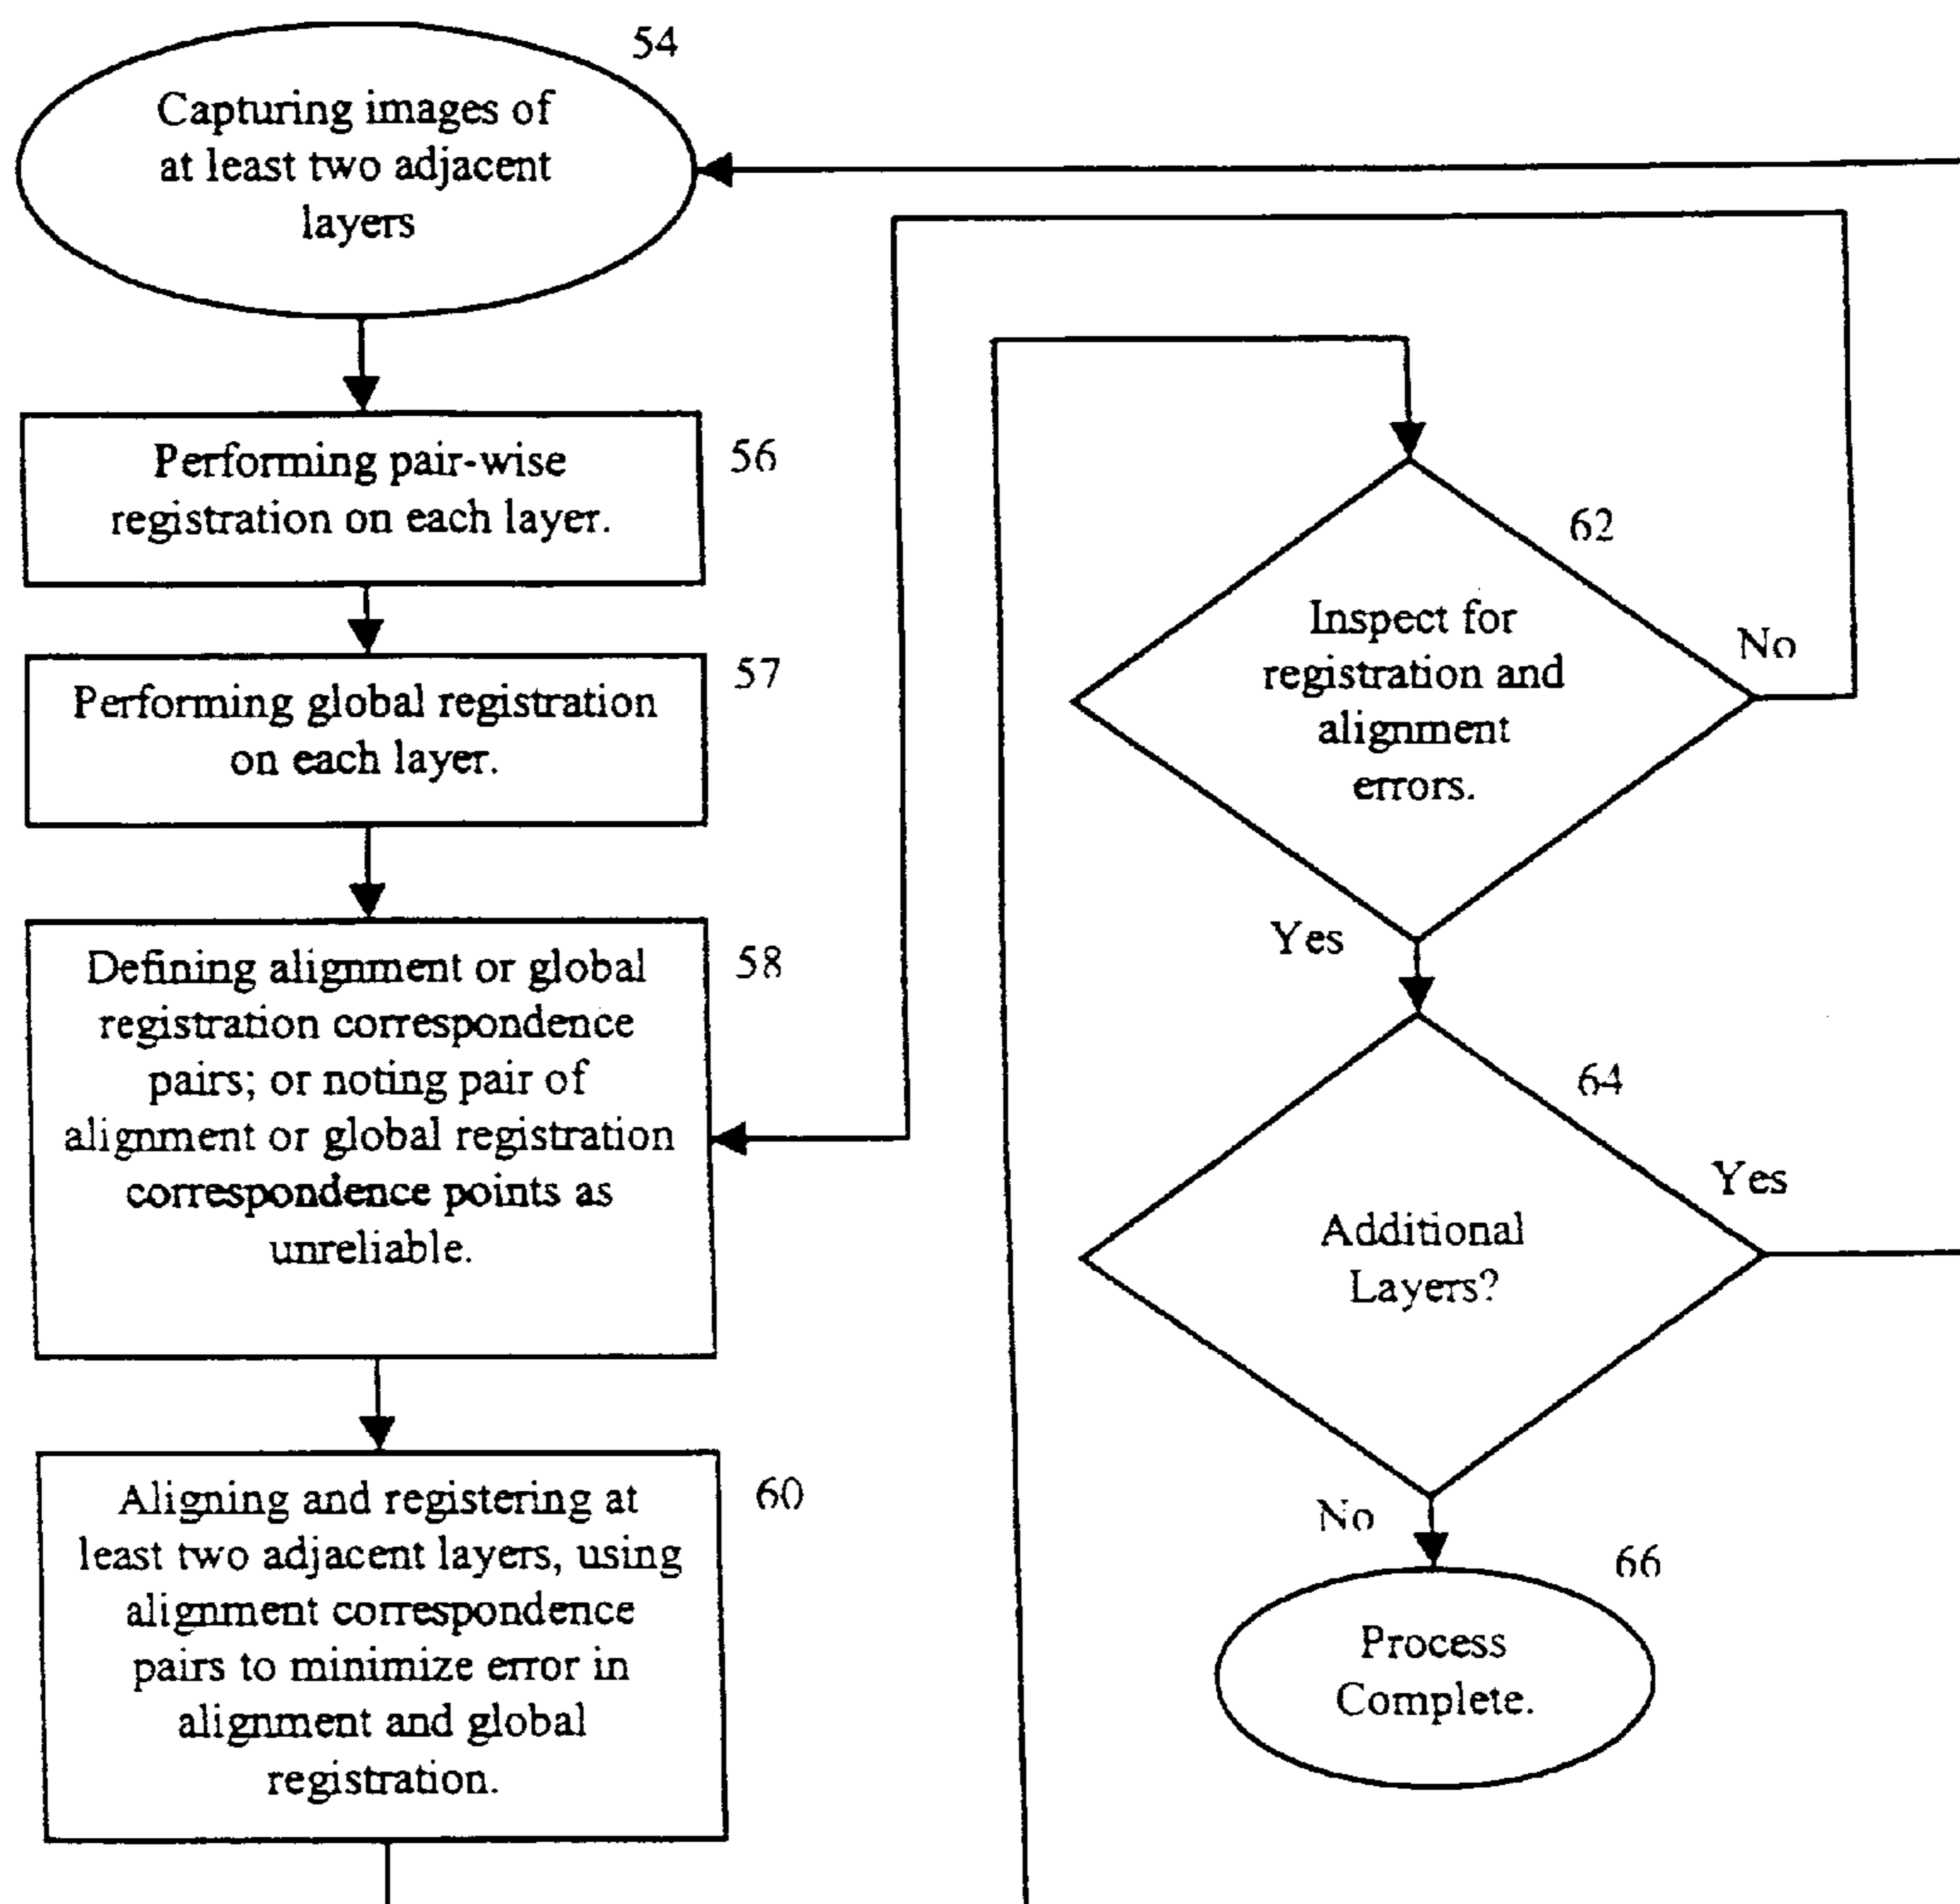 54
Capturing images of
at least two adjacent
layers
Performing pair-wise
registration on each layer.
56
Performing global registration
on each layer.
57
Defining alignment or global
registration correspondence
pairs; or noting pair of
alignment or global registration
correspondence points as
unreliable.
58
Aligning and registering at
least two adjacent layers, using
alignment correspondence
pairs to minimize error in
alignment and global
registration.
60
62
Inspect for
registration and
alignment
errors.
No
Yes
64
Additional
Layers?
Yes
No
66
Process
Complete.